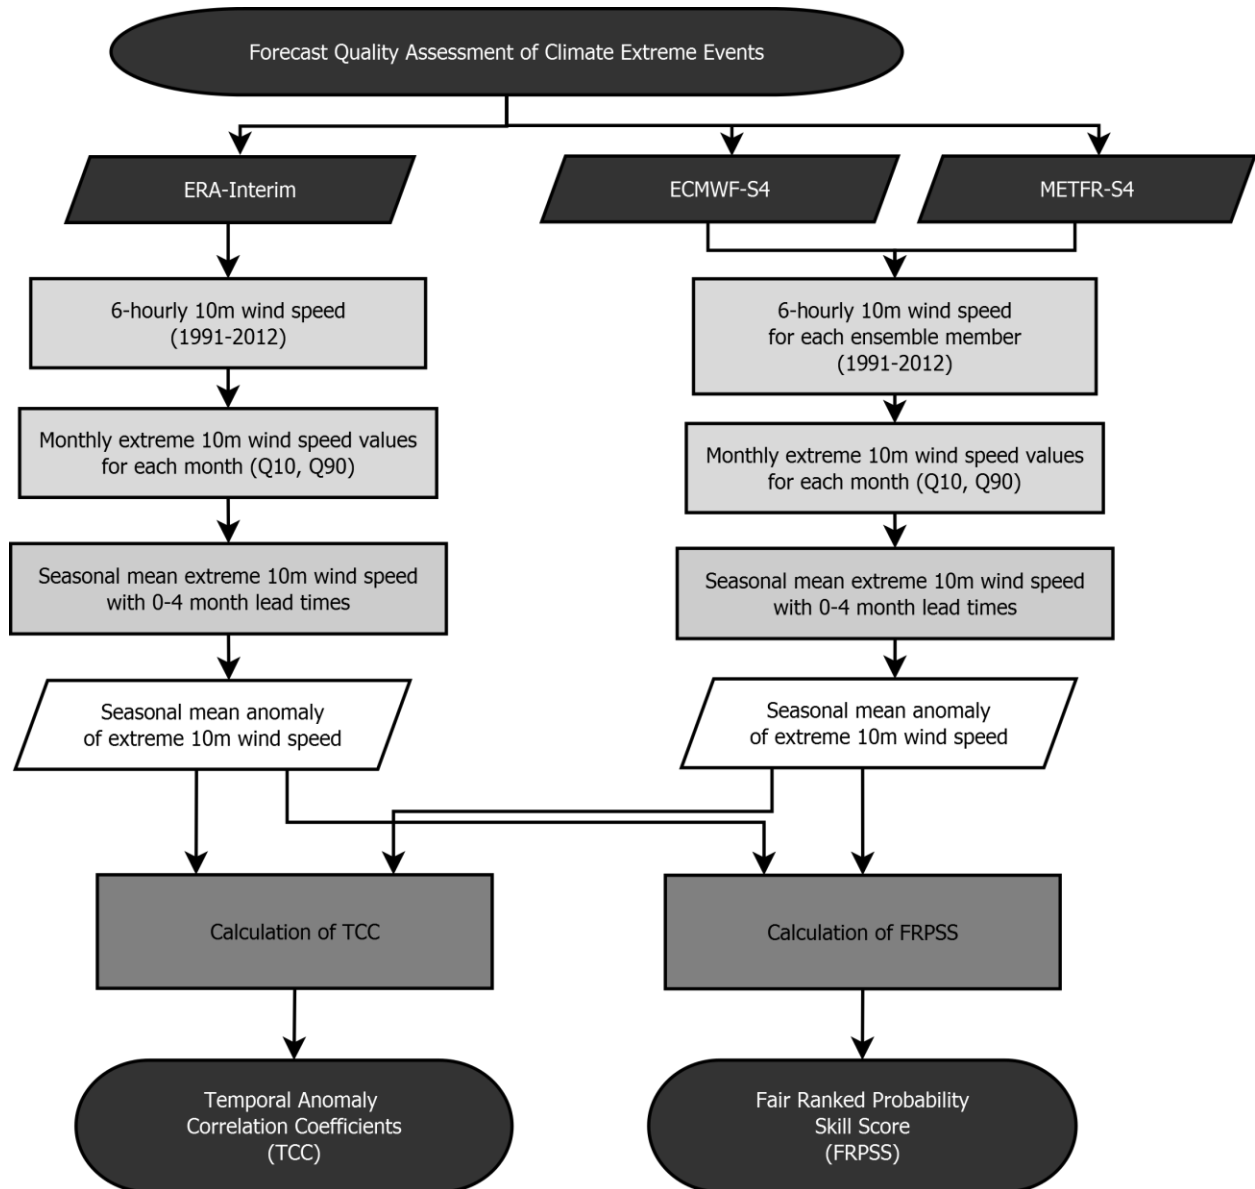 Forecast Quality Assessment of Climate Extreme Events
ERA-Interim
ECMWF-S4
METFR-S4
6-hourly 10m wind speed
(1991-2012)
6-hourly 10m wind speed
for each ensemble member
(1991-2012)
Monthly extreme 10m wind speed values
for each month (Q10, Q90)
Monthly extreme 10m wind speed values
for each month (Q10, Q90)
Seasonal mean extreme 10m wind speed
with 0-4 month lead times
Seasonal mean extreme 10m wind speed
with 0-4 month lead times
Seasonal mean anomaly
of extreme 10m wind speed
Seasonal mean anomaly
of extreme 10m wind speed
Calculation of TCC
Calculation of FRPSS
Temporal Anomaly
Correlation Coefficients
(TCC)
Fair Ranked Probability
Skill Score
(FRPSS)